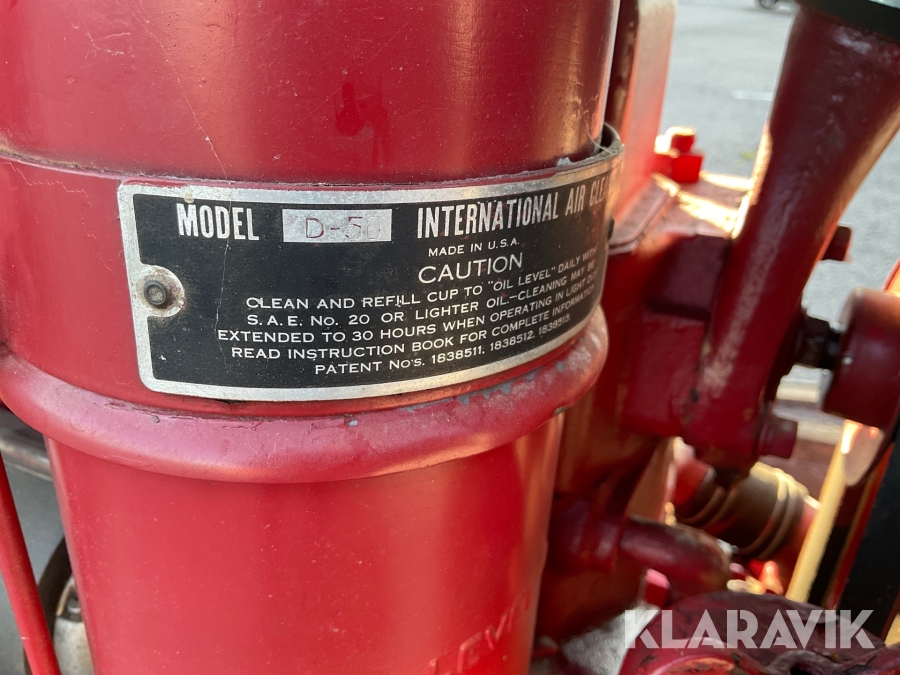 MODEL D-50 INTERNATIONAL AIR CLE
MADE IN U.S.A.
CAUTION
CLEAN AND REFILL CUP TO "OIL LEVEL" DAILY WITH
S.A.E. No. 20 OR LIGHTER OIL-CLEANING MAY BE
EXTENDED TO 30 HOURS WHEN OPERATING IN LIGHT DU
READ INSTRUCTION BOOK FOR COMPLETE INFORMATION
PATENT No's. 1838511, 1838512, 1838513.
KLARAVIK